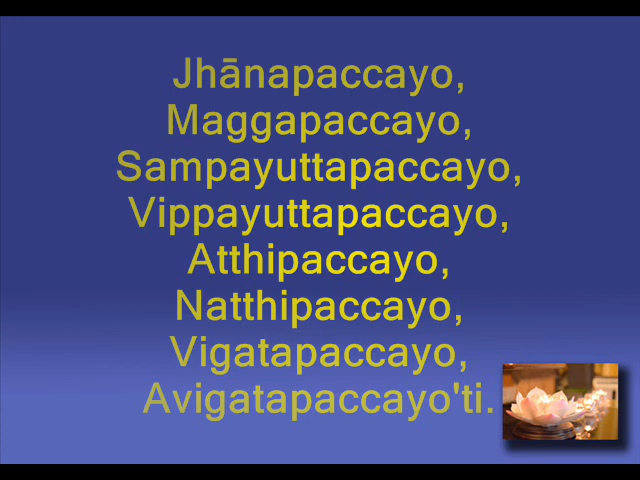 Jhānapaccayo,
Maggapaccayo,
Sampayuttapaccayo,
Vippayuttapaccayo,
Atthipaccayo,
Natthipaccayo,
Vigatapaccayo,
Avigatapaccayo'ti.